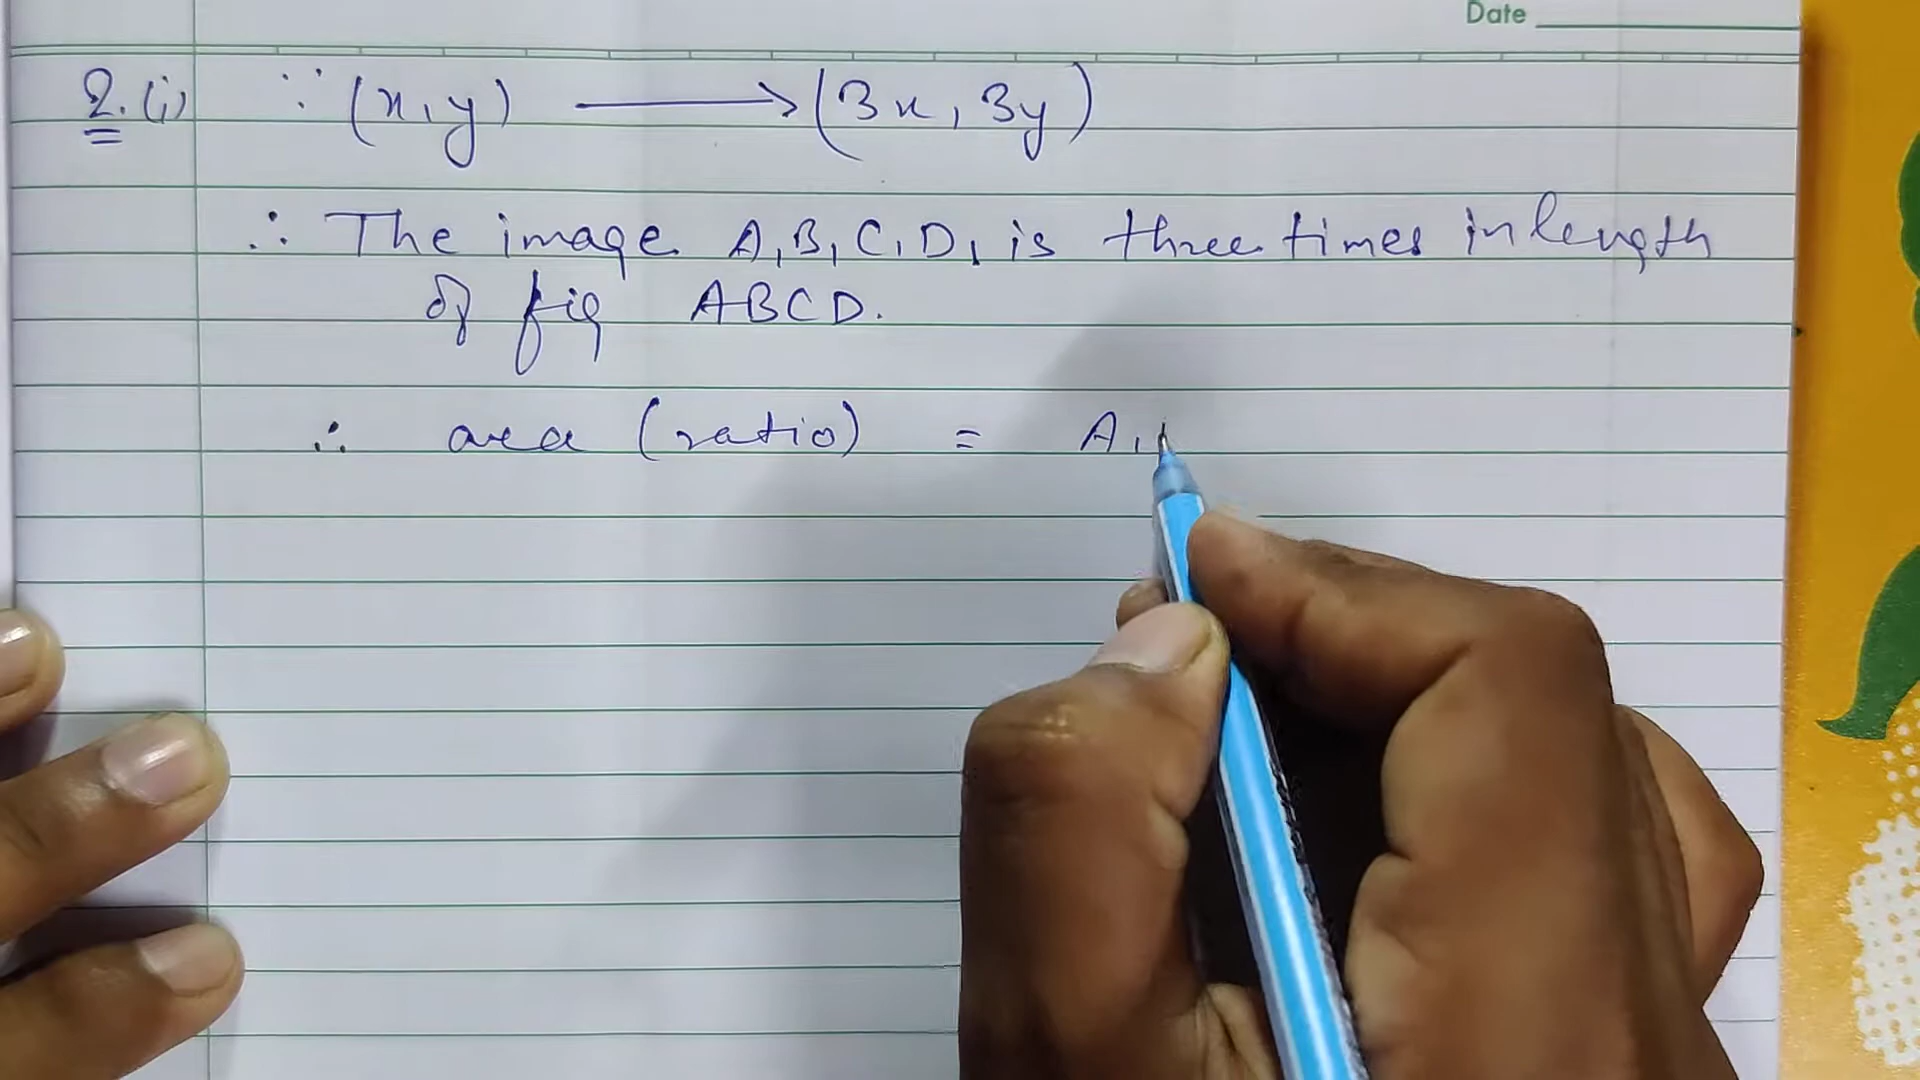 Date
2.(i) ∵ (x,y) ⟶ (3x, 3y)
∴ The image A₁B₁C₁D₁ is three times in length
of fig ABCD.
∴ area (ratio) = A₁